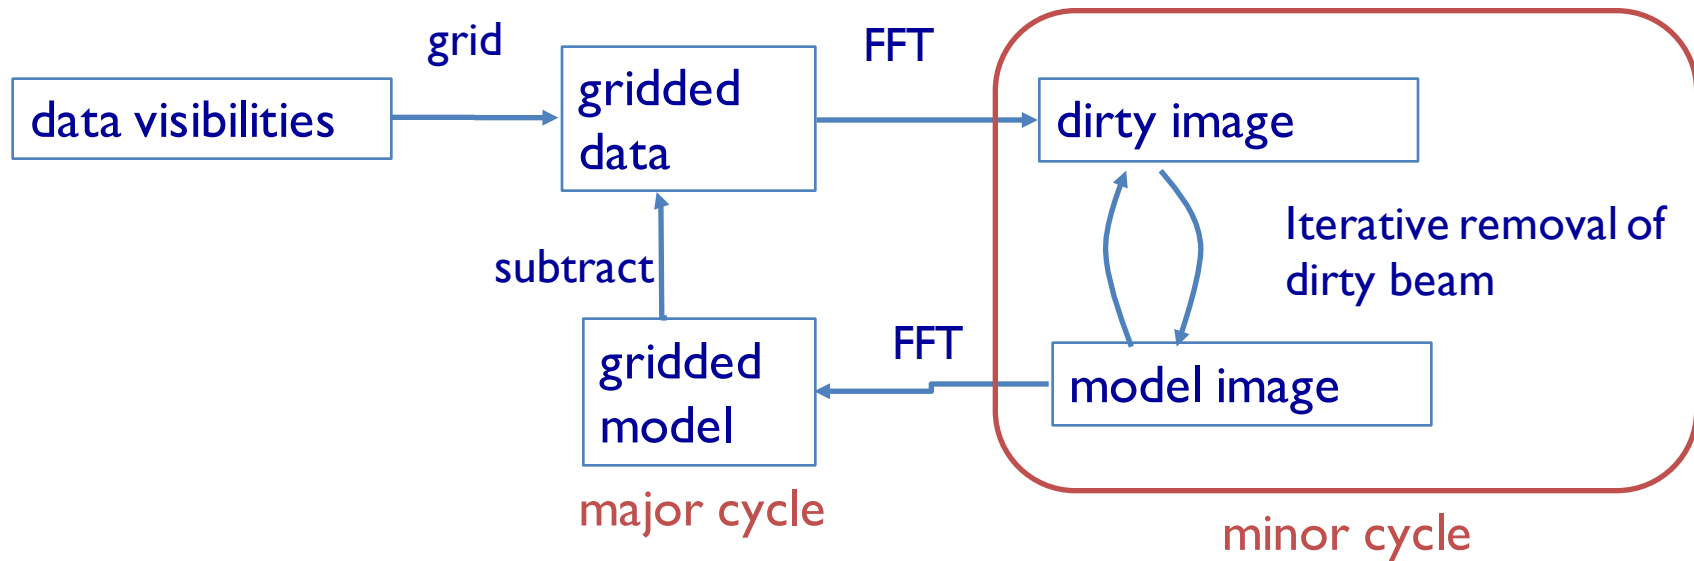 grid
FFT
data visibilities
gridded
data
dirty image
Iterative removal of
dirty beam
subtract
gridded
model
FFT
model image
major cycle
minor cycle